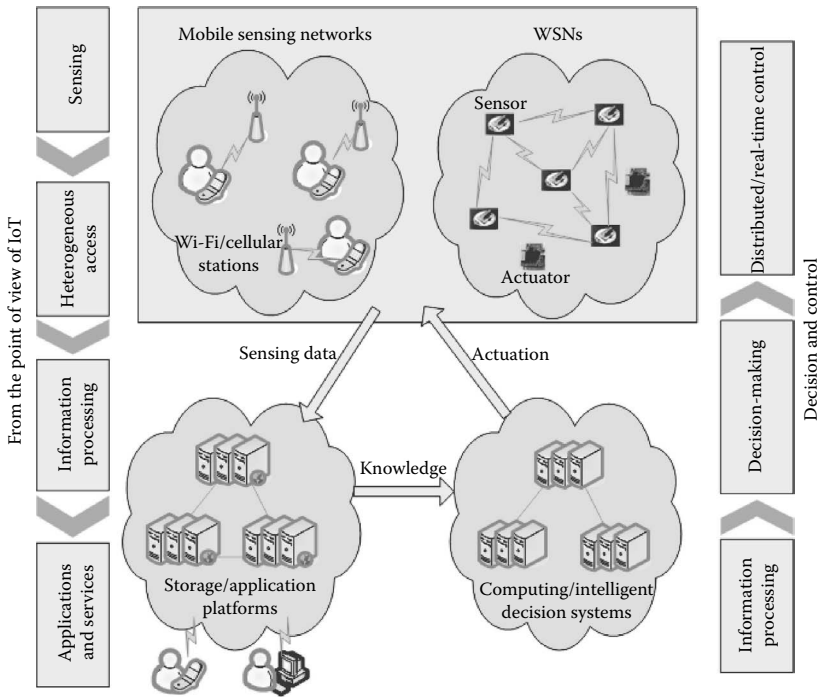 From the point of view of IoT
Sensing
Heterogeneous
access
Information
processing
Applications
and services
Mobile sensing networks
WSNs
Sensor
Wi-Fi/cellular
stations
Actuator
Sensing data
Actuation
Knowledge
Storage/application
platforms
Computing/intelligent
decision systems
Distributed/real-time control
Decision-making
Information
processing
Decision and control